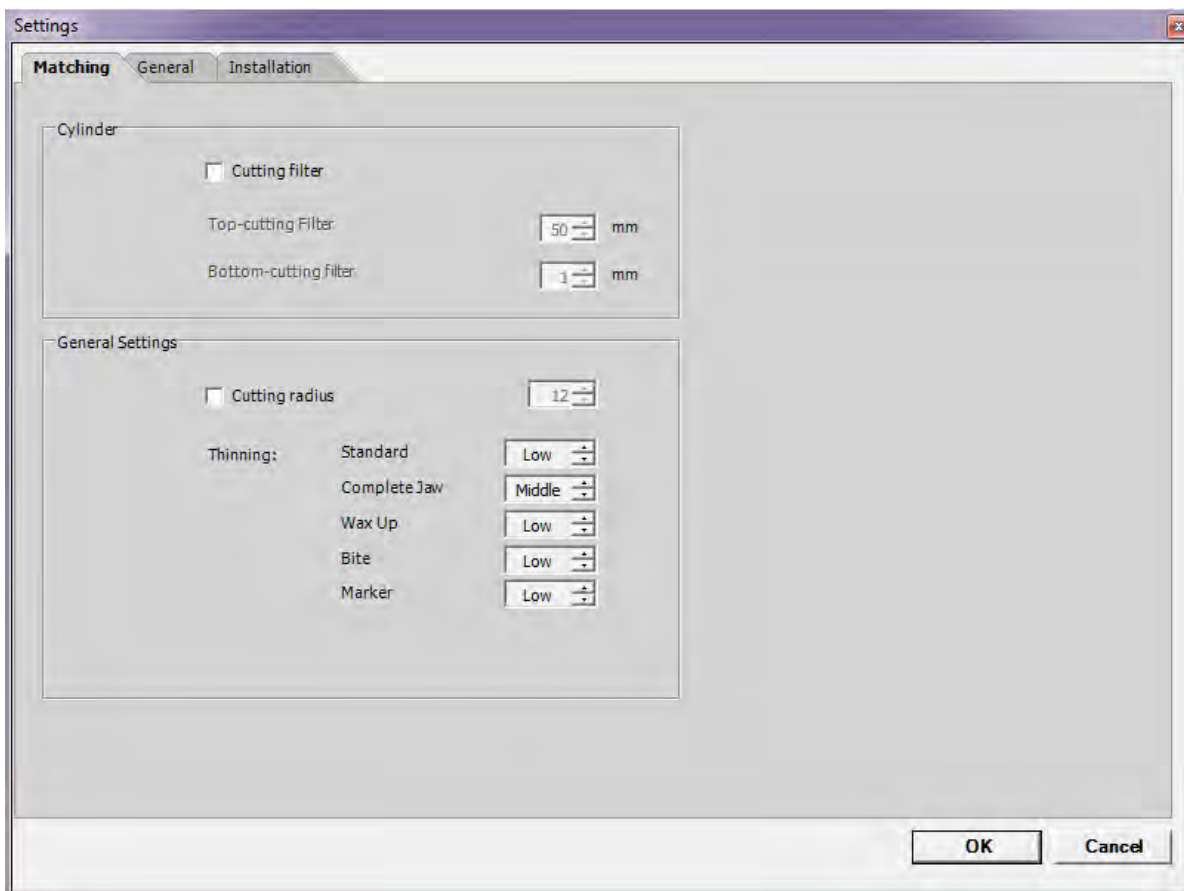 Settings
Matching General Installation
Cylinder
Cutting filter
Top-cutting Filter 50 mm
Bottom-cutting filter 1 mm
General Settings
Cutting radius 12
Thinning: Standard Low
Complete Jaw Middle
Wax Up Low
Bite Low
Marker Low
OK Cancel